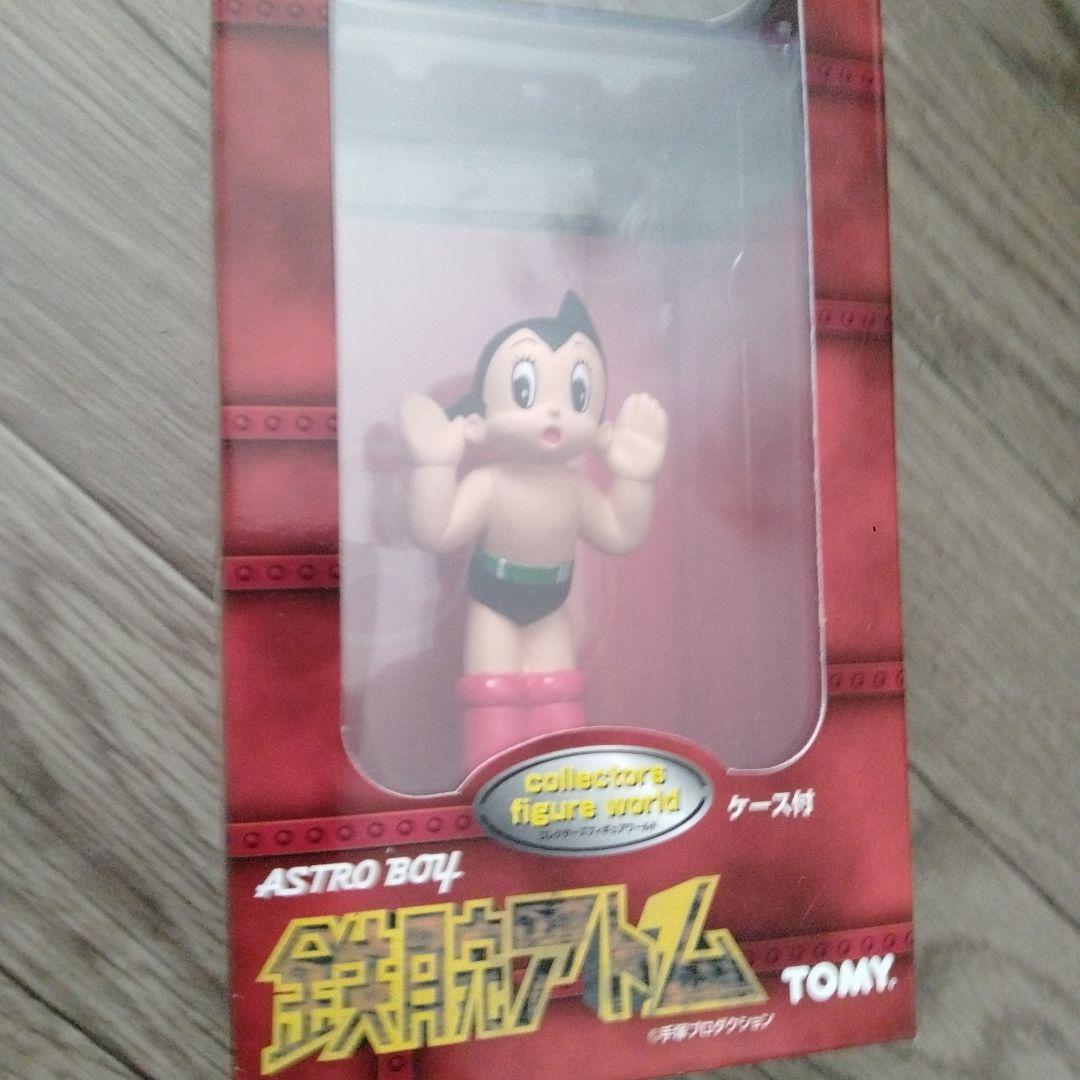 collectors
figure world
コレクターズフィギュアワールド
ケース付
ASTRO BOY
鉄腕アトム
TOMY
©手塚プロダクション